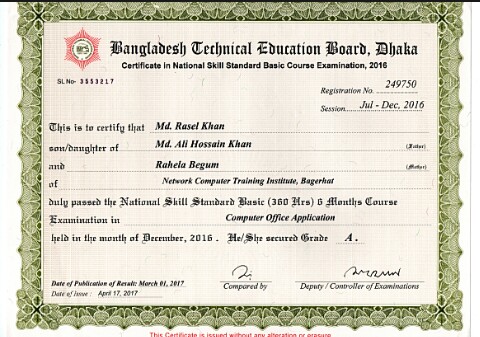 Bangladesh Technical Education Board, Dhaka
Certificate in National Skill Standard Basic Course Examination, 2016
SL.No- 3553217
Registration No. 249750
Session. Jul - Dec, 2016
This is to certify that Md. Rasel Khan
son/daughter of Md. Ali Hossain Khan (Father)
and Rahela Begum (Mother)
of Network Computer Training Institute, Bagerhat
duly passed the National Skill Standard Basic (360 Hrs) 6 Months Course
Examination in Computer Office Application
held in the month of December, 2016 . He/She secured Grade A .
Date of Publication of Result: March 01, 2017
Date of Issue : April 17, 2017
Compared by
Deputy / Controller of Examinations
This Certificate is issued without any alteration or erasure